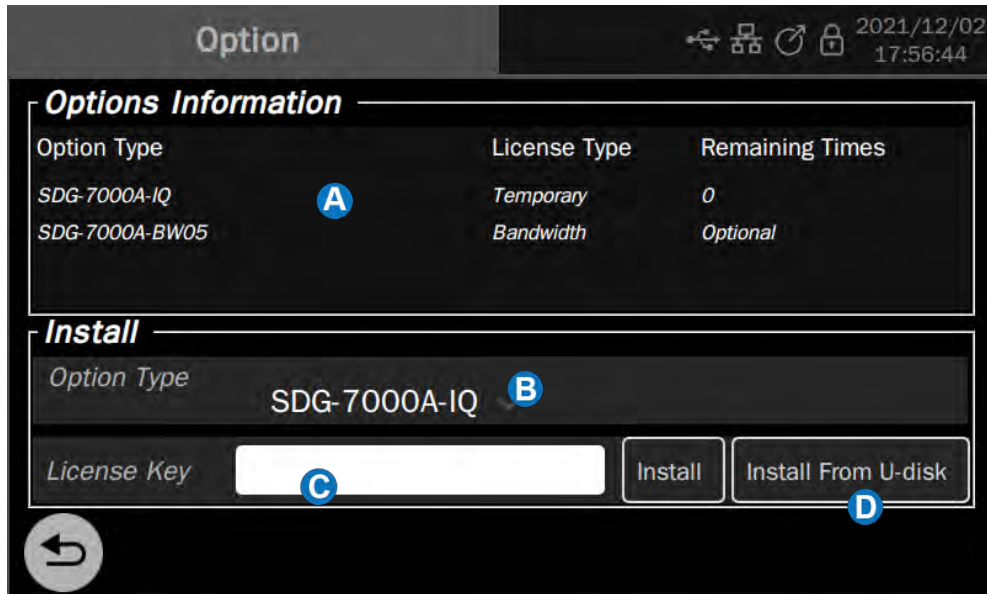 Option
2021/12/02
17:56:44
Options Information
Option Type License Type Remaining Times
SDG-7000A-IQ A Temporary 0
SDG-7000A-BW05 Bandwidth Optional
Install
Option Type
SDG-7000A-IQ B
License Key C Install Install From U-disk
D